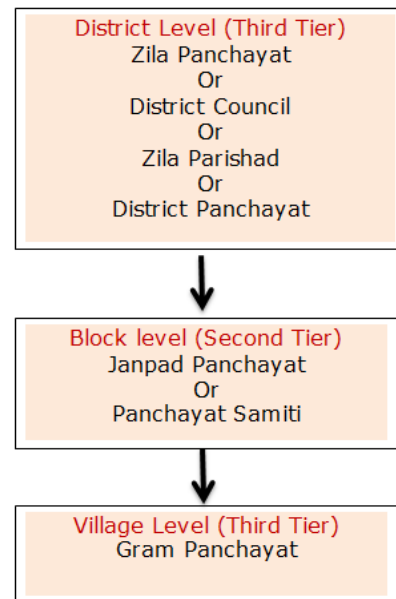 District Level (Third Tier)
Zila Panchayat
Or
District Council
Or
Zila Parishad
Or
District Panchayat
Block level (Second Tier)
Janpad Panchayat
Or
Panchayat Samiti
Village Level (Third Tier)
Gram Panchayat